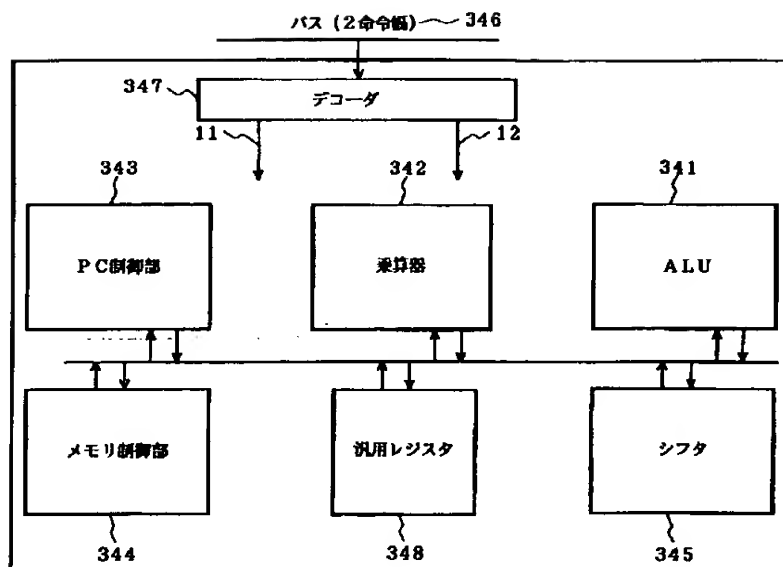 バス(2命令幅) 346
347
デコーダ
11
12
343
342
341
PC制御部
乗算器
ALU
メモリ制御部
汎用レジスタ
シフタ
344
348
345